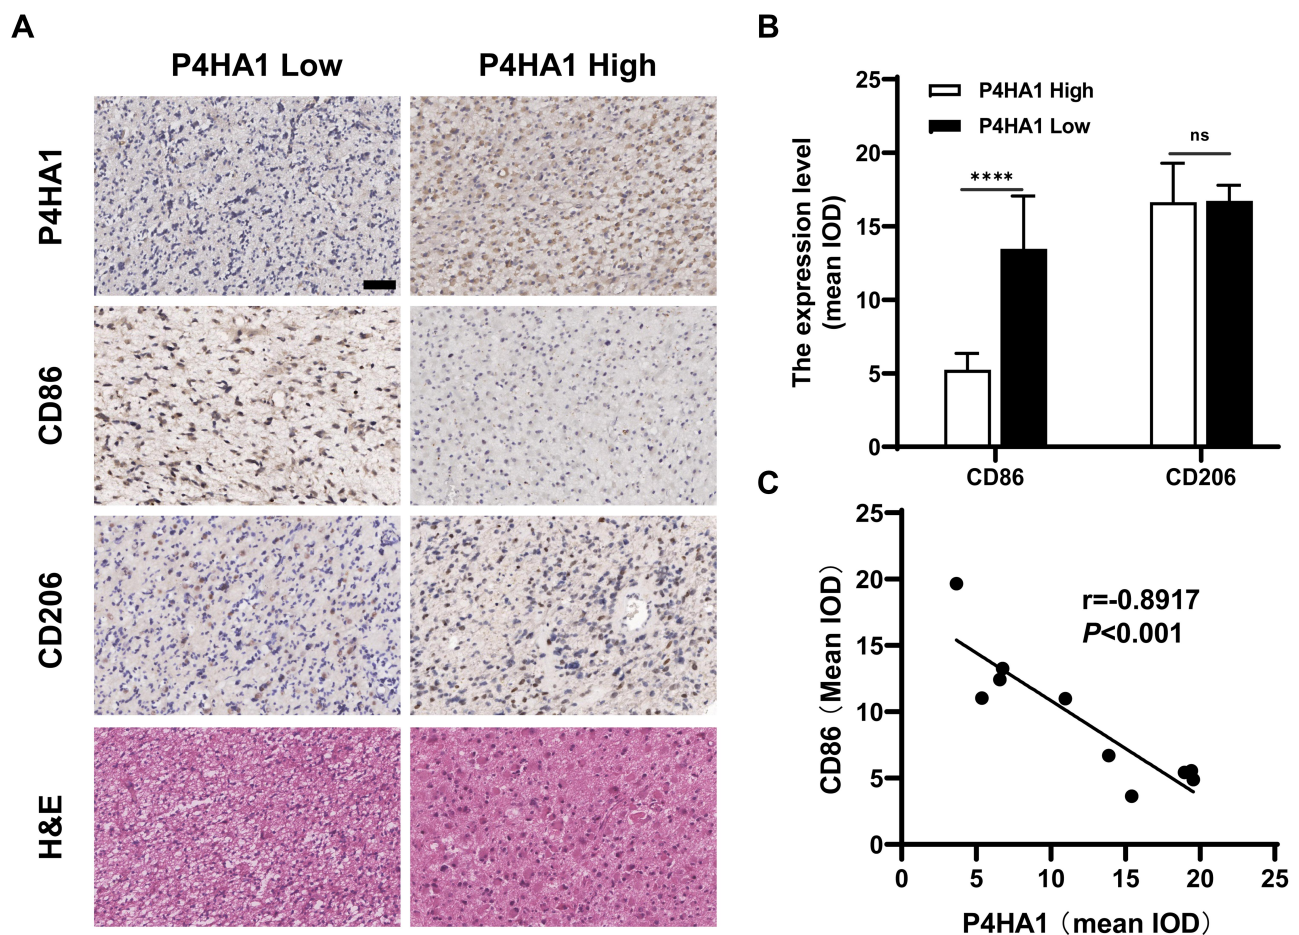 A
P4HA1 Low
P4HA1 High
P4HA1
CD86
CD206
H&E
B
The expression level
(mean IOD)
25
20
15
10
5
0
P4HA1 High
P4HA1 Low
****
ns
CD86
CD206
C
CD86（Mean IOD）
25
20
15
10
5
0
r=-0.8917
P<0.001
0 5 10 15 20 25
P4HA1（mean IOD）